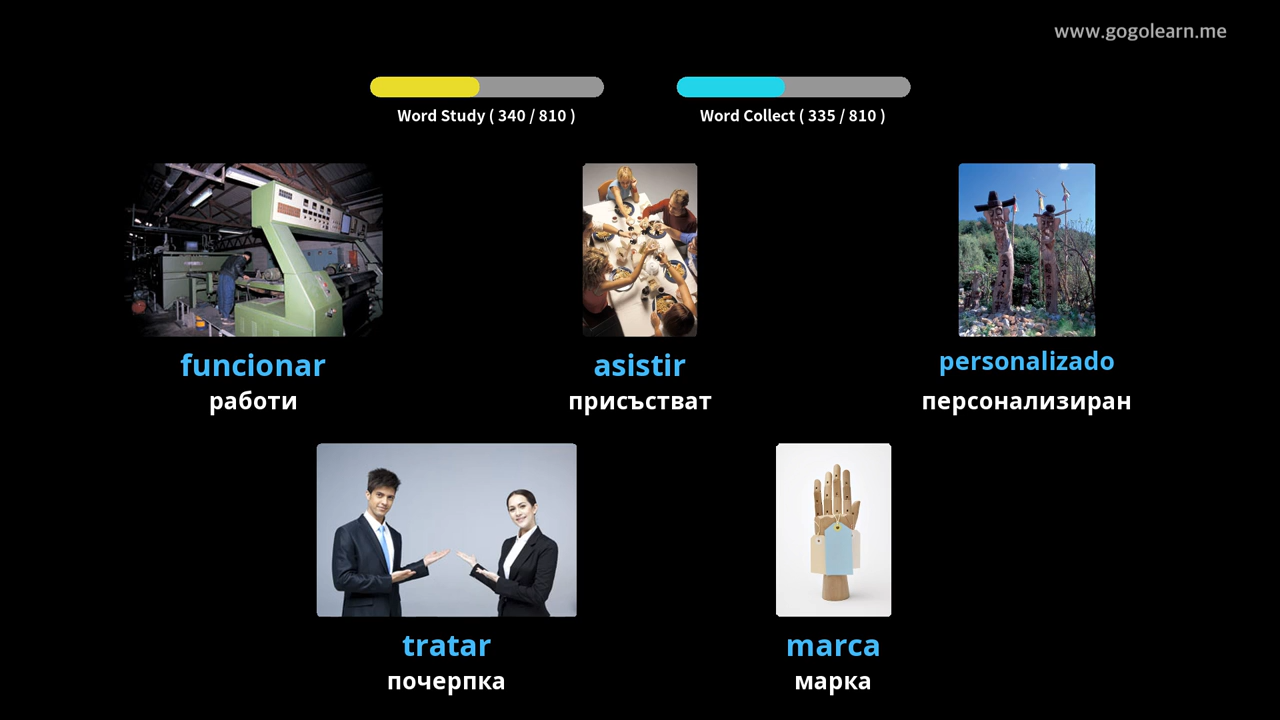 www.gogolearn.me
Word Study ( 340 / 810 )
Word Collect ( 335 / 810 )
funcionar
работи
asistir
присъстват
personalizado
персонализиран
tratar
почерпка
marca
марка